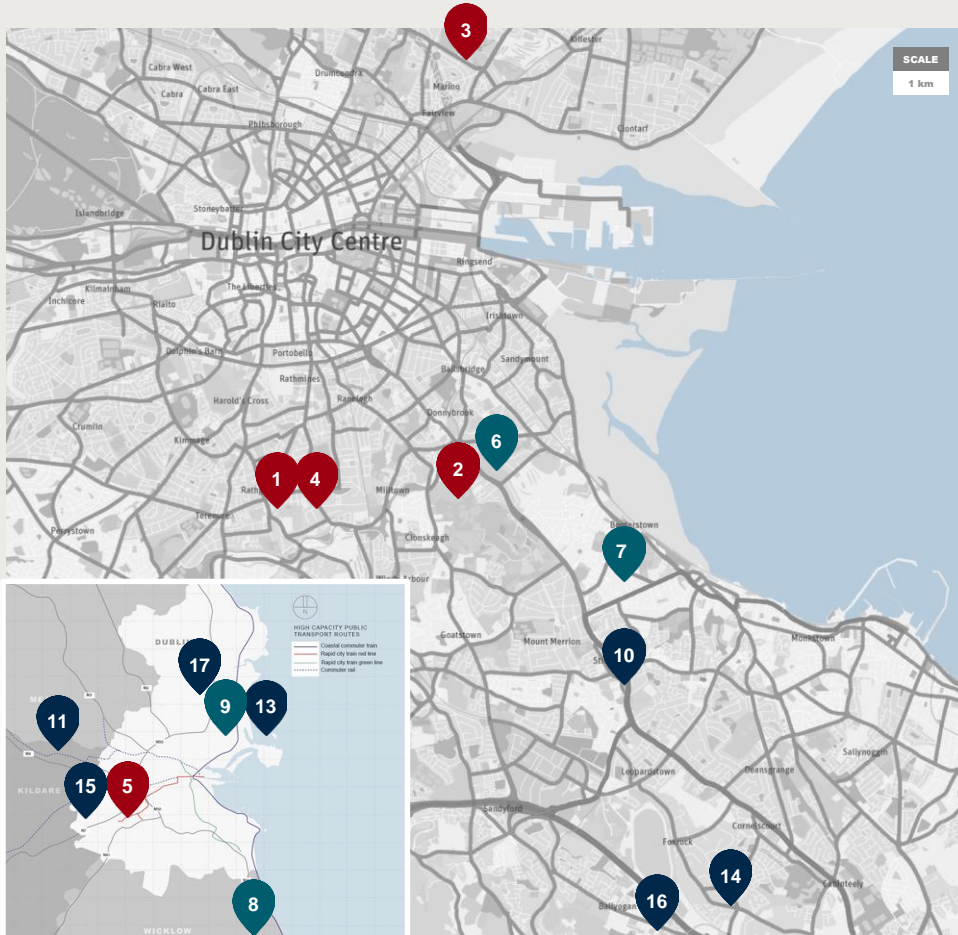 3
Killester
SCALE
1 km
Cabra West
Drumcondra
Cabra East
Cabra
Marino
Fairview
Phibsborough
Clontarf
Islandbridge
Stoneybatter
Dublin City Centre
Ringsend
Kilmainham
The Liberties
Inchicore
Rialto
Irishtown
Dolphin's Barn
Portobello
Sandymount
Ballsbridge
Rathmines
Harold's Cross
Ranelagh
Donnybrook
Crumlin
Kimmage
6
2
1
4
Milltown
Terenure
Perrystown
Clonskeagh
7
Goatstown
Mount Merrion
Monkstown
10
Sallynoggin
Leopardstown
Deansgrange
Sandyford
Cornelscourt
Foxrock
14
Cabinteely
16
Ballyogan
N
HIGH CAPACITY PUBLIC
TRANSPORT ROUTES
Coastal commuter train
Rapid city train red line
Rapid city train green line
Commuter rail
DUBLIN
17
9
13
11
15
5
KILDARE
8
WICKLOW